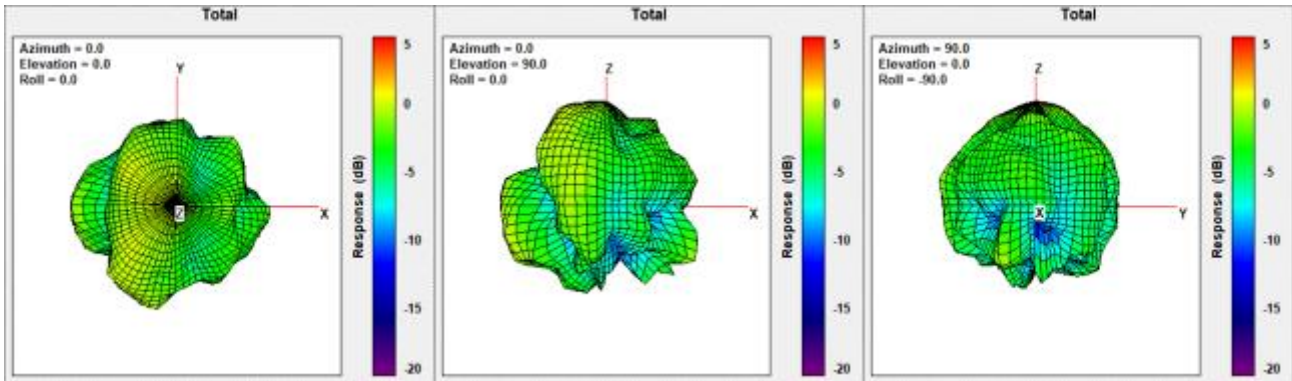 Total
Azimuth = 0.0
Elevation = 0.0
Roll = 0.0
Y
Z
X
5
0
-5
-10
-15
-20
Response (dB)
Total
Azimuth = 0.0
Elevation = 90.0
Roll = 0.0
Z
X
5
0
-5
-10
-15
-20
Response (dB)
Total
Azimuth = 90.0
Elevation = 0.0
Roll = -90.0
Z
X
Y
5
0
-5
-10
-15
-20
Response (dB)